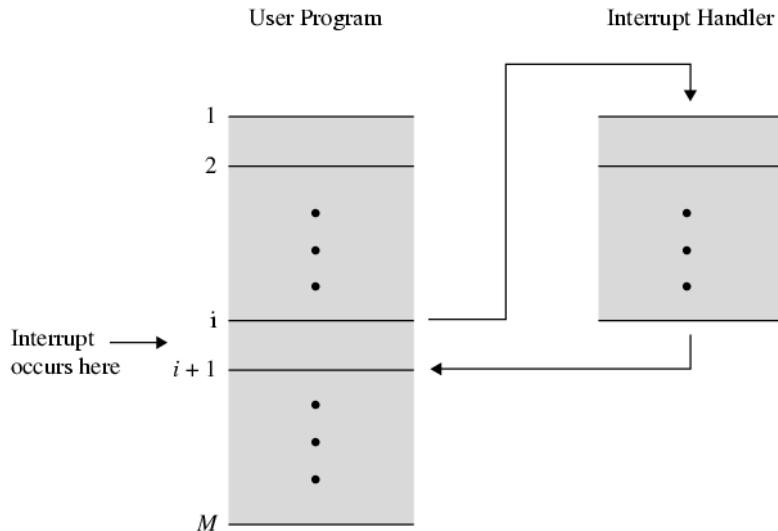 User Program
Interrupt Handler
1
2
i
Interrupt
occurs here
i + 1
M